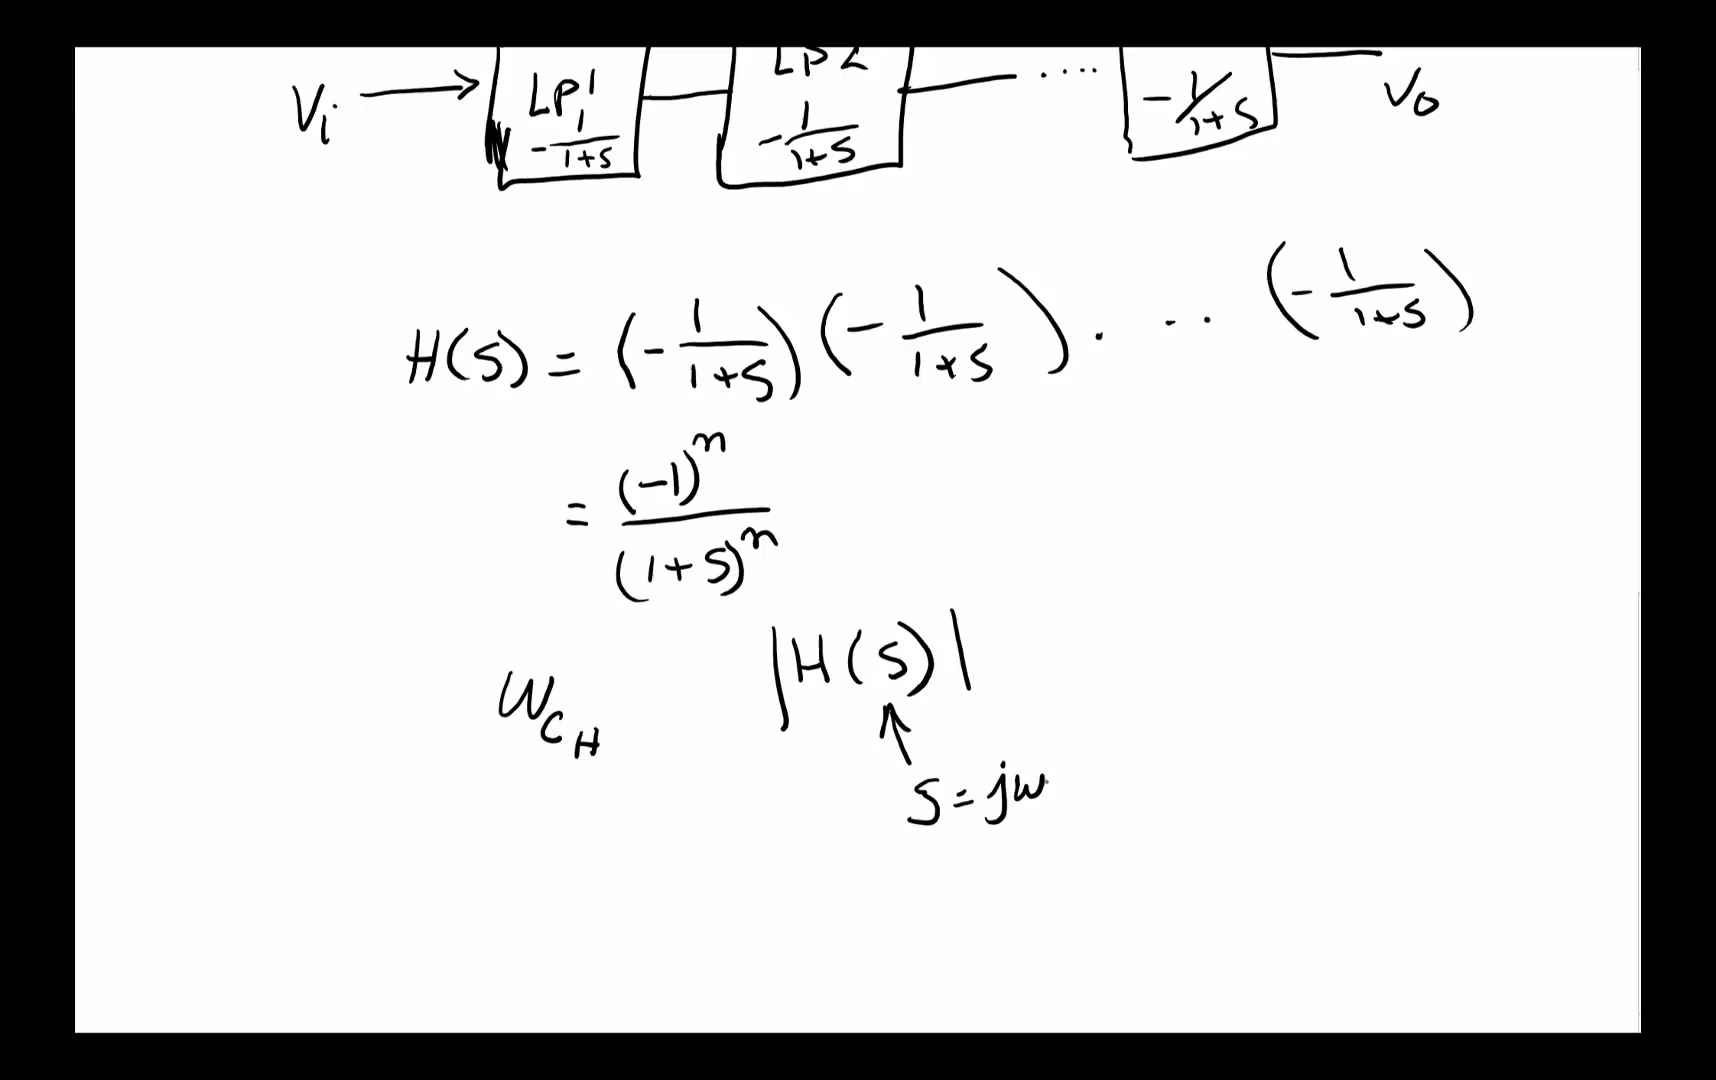 Vi → LP1 LP2 .... Vo
-1/(1+S) -1/(1+S) -1/(1+S)
H(S) = (-1/(1+S)) (-1/(1+S)) . . . . (-1/(1+S))
= (-1)^n / (1+S)^n
ω_CH |H(S)|
↑
S = jω